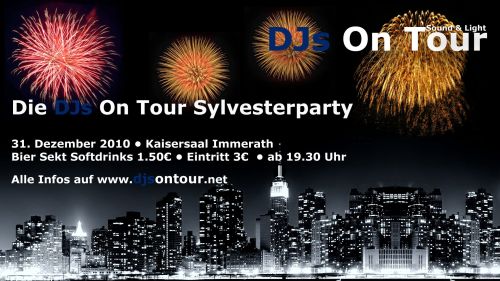 DJs On Tour
Sound & Light
Die DJs On Tour Sylvesterparty
31. Dezember 2010 • Kaisersaal Immerath
Bier Sekt Softdrinks 1.50€ • Eintritt 3€ • ab 19.30 Uhr
Alle Infos auf www.djsontour.net